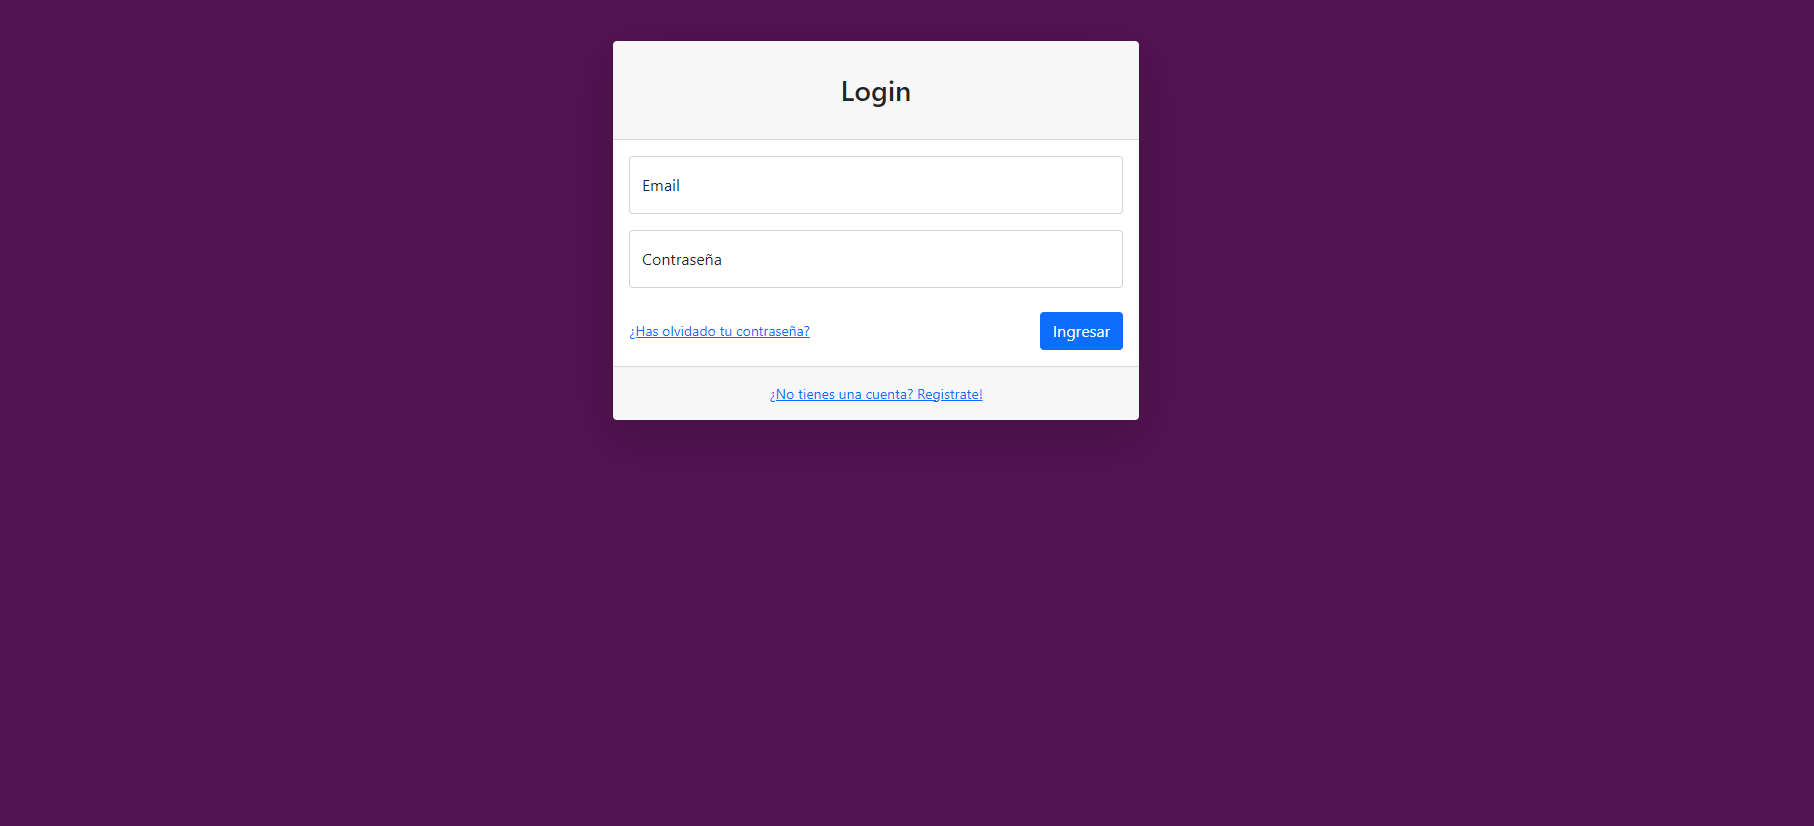 Login
Email
Contraseña
¿Has olvidado tu contraseña?
Ingresar
¿No tienes una cuenta? Registrate!